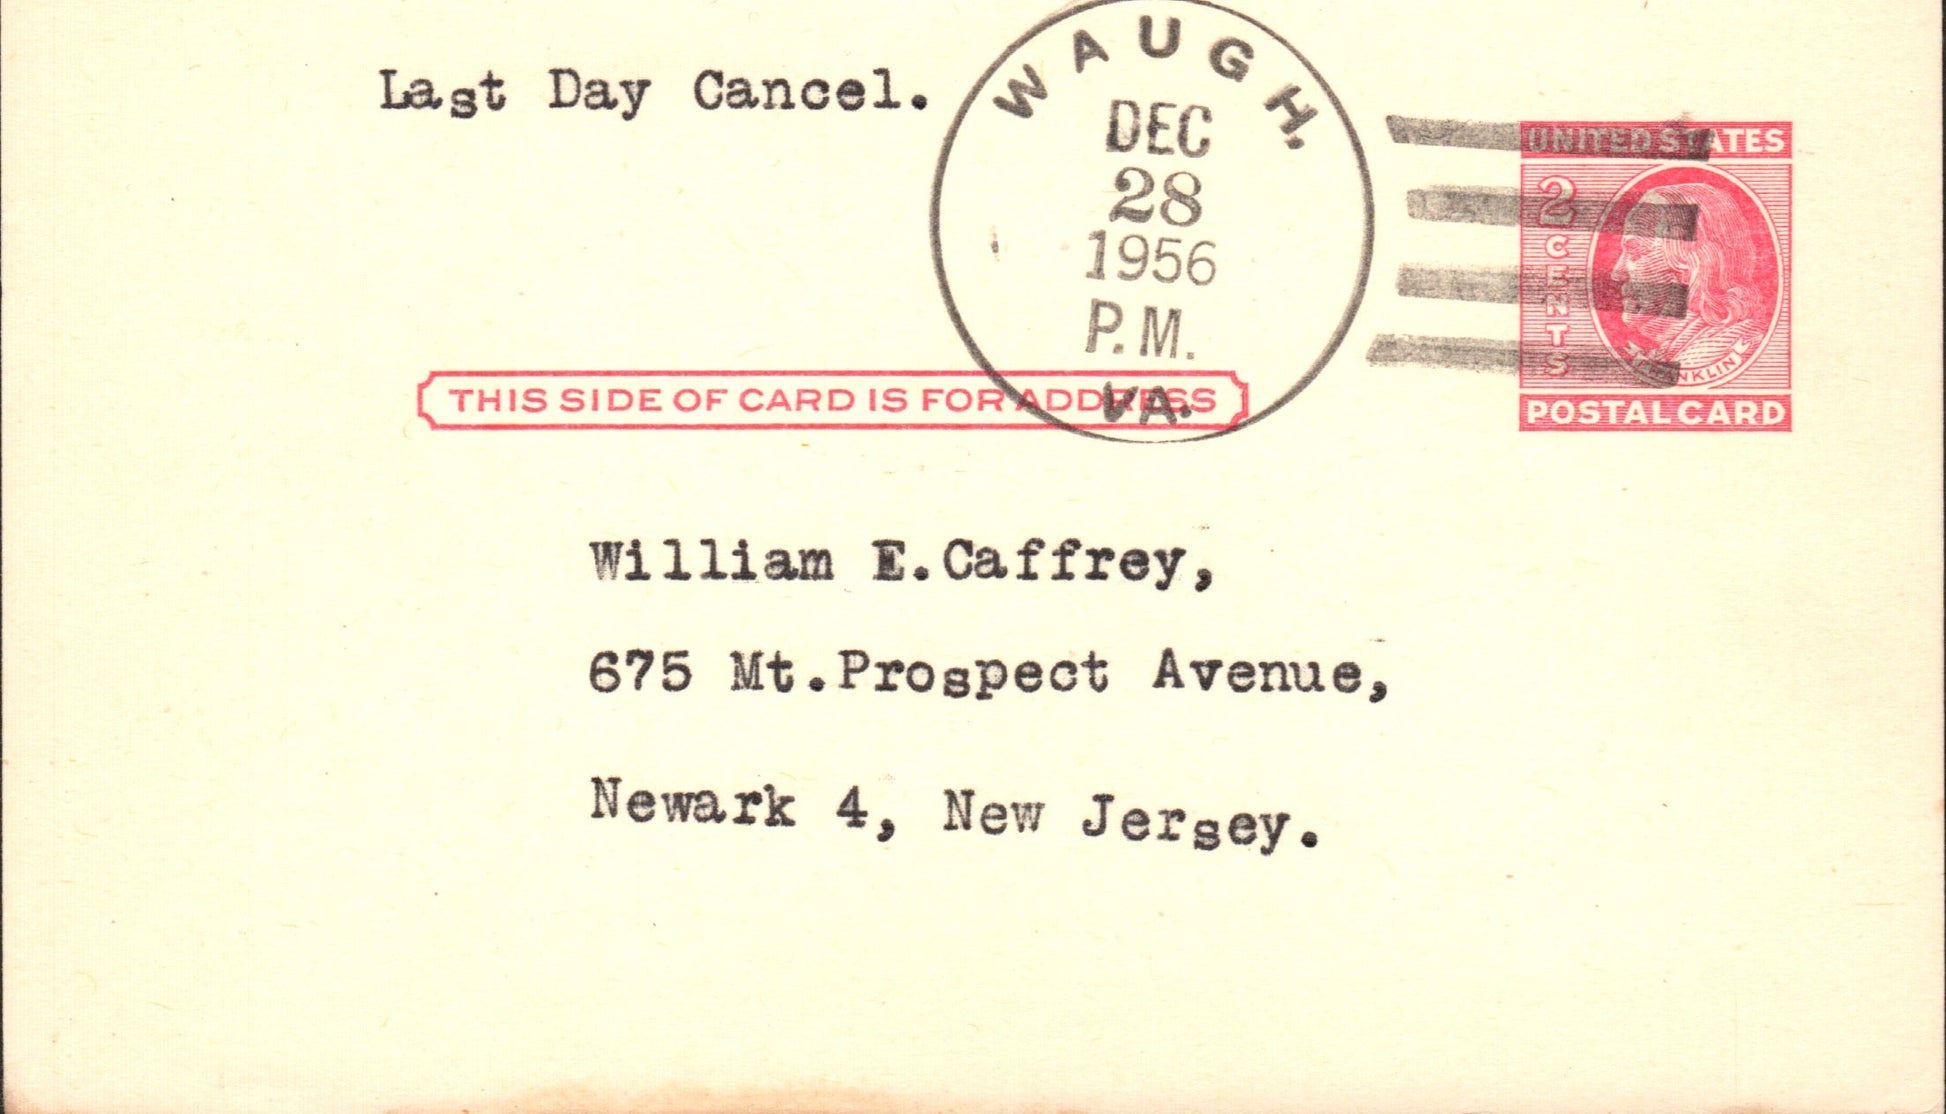 Last Day Cancel.
WAUGH.
DEC
28
1956
P.M.
VA.
UNITED STATES
2
CENTS
FRANKLIN
POSTAL CARD
THIS SIDE OF CARD IS FOR ADDRESS
William E.Caffrey,
675 Mt.Prospect Avenue,
Newark 4, New Jersey.